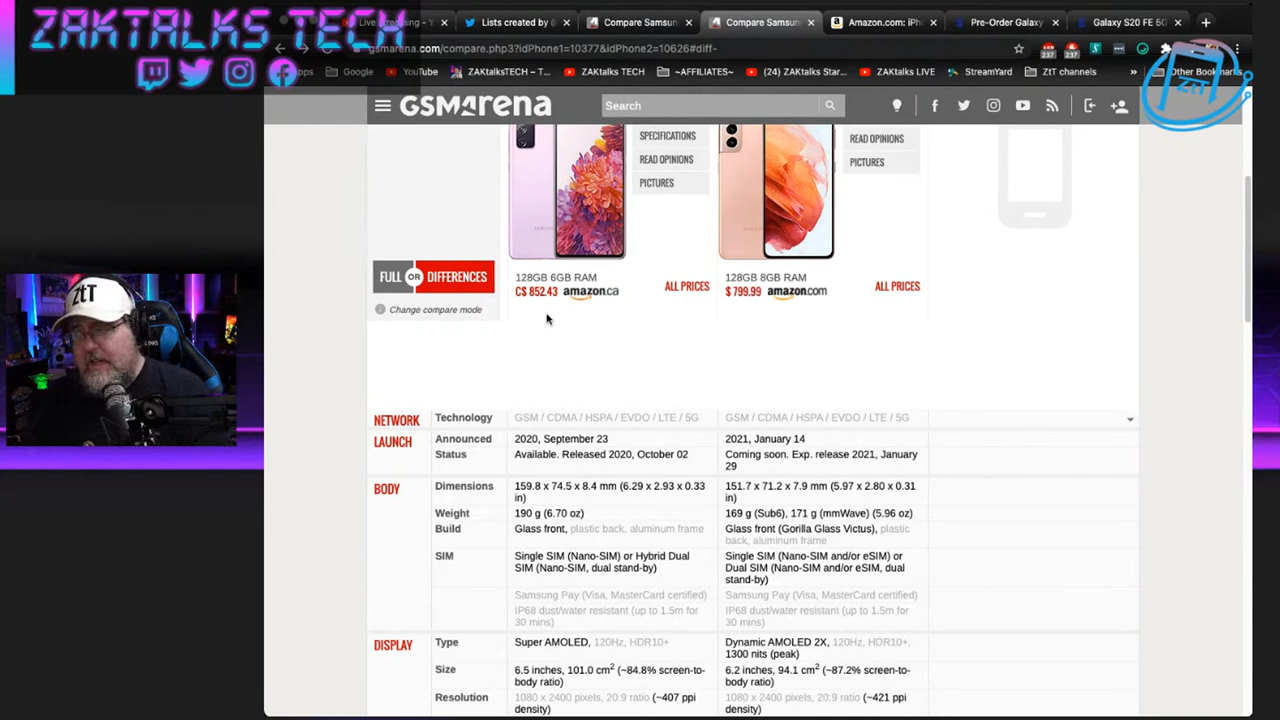 ZAKTALKS TECH
Live streaming - Y
Lists created by @
Compare Samsun
Compare Samsun
Amazon.com: iPh
Pre-Order Galaxy
Galaxy S20 FE 5G
gsmarena.com/compare.php3?idPhone1=10377&idPhone2=10626#diff-
237
237
Apps
Google
YouTube
ZAKtalksTECH – T...
ZAKtalks TECH
~AFFILIATES~
(24) ZAKtalks Star...
ZAKtalks LIVE
StreamYard
ZtT channels
»
Other Bookmarks
ZtT
GSMArena
Search
SPECIFICATIONS
READ OPINIONS
PICTURES
READ OPINIONS
PICTURES
FULL OR DIFFERENCES
Change compare mode
128GB 6GB RAM
C$ 852.43 amazon.ca
ALL PRICES
128GB 8GB RAM
$ 799.99 amazon.com
ALL PRICES
ZtT
NETWORK Technology GSM / CDMA / HSPA / EVDO / LTE / 5G GSM / CDMA / HSPA / EVDO / LTE / 5G
LAUNCH Announced 2020, September 23 2021, January 14
Status Available. Released 2020, October 02 Coming soon. Exp. release 2021, January
29
BODY Dimensions 159.8 x 74.5 x 8.4 mm (6.29 x 2.93 x 0.33 151.7 x 71.2 x 7.9 mm (5.97 x 2.80 x 0.31
in) in)
Weight 190 g (6.70 oz) 169 g (Sub6), 171 g (mmWave) (5.96 oz)
Build Glass front, plastic back, aluminum frame Glass front (Gorilla Glass Victus), plastic
back, aluminum frame
SIM Single SIM (Nano-SIM) or Hybrid Dual Single SIM (Nano-SIM and/or eSIM) or
SIM (Nano-SIM, dual stand-by) Dual SIM (Nano-SIM and/or eSIM, dual
stand-by)
Samsung Pay (Visa, MasterCard certified) Samsung Pay (Visa, MasterCard certified)
IP68 dust/water resistant (up to 1.5m for IP68 dust/water resistant (up to 1.5m for
30 mins) 30 mins)
DISPLAY Type Super AMOLED, 120Hz, HDR10+ Dynamic AMOLED 2X, 120Hz, HDR10+,
1300 nits (peak)
Size 6.5 inches, 101.0 cm2 (~84.8% screen-to- 6.2 inches, 94.1 cm2 (~87.2% screen-to-
body ratio) body ratio)
Resolution 1080 x 2400 pixels, 20:9 ratio (~407 ppi 1080 x 2400 pixels, 20:9 ratio (~421 ppi
density) density)